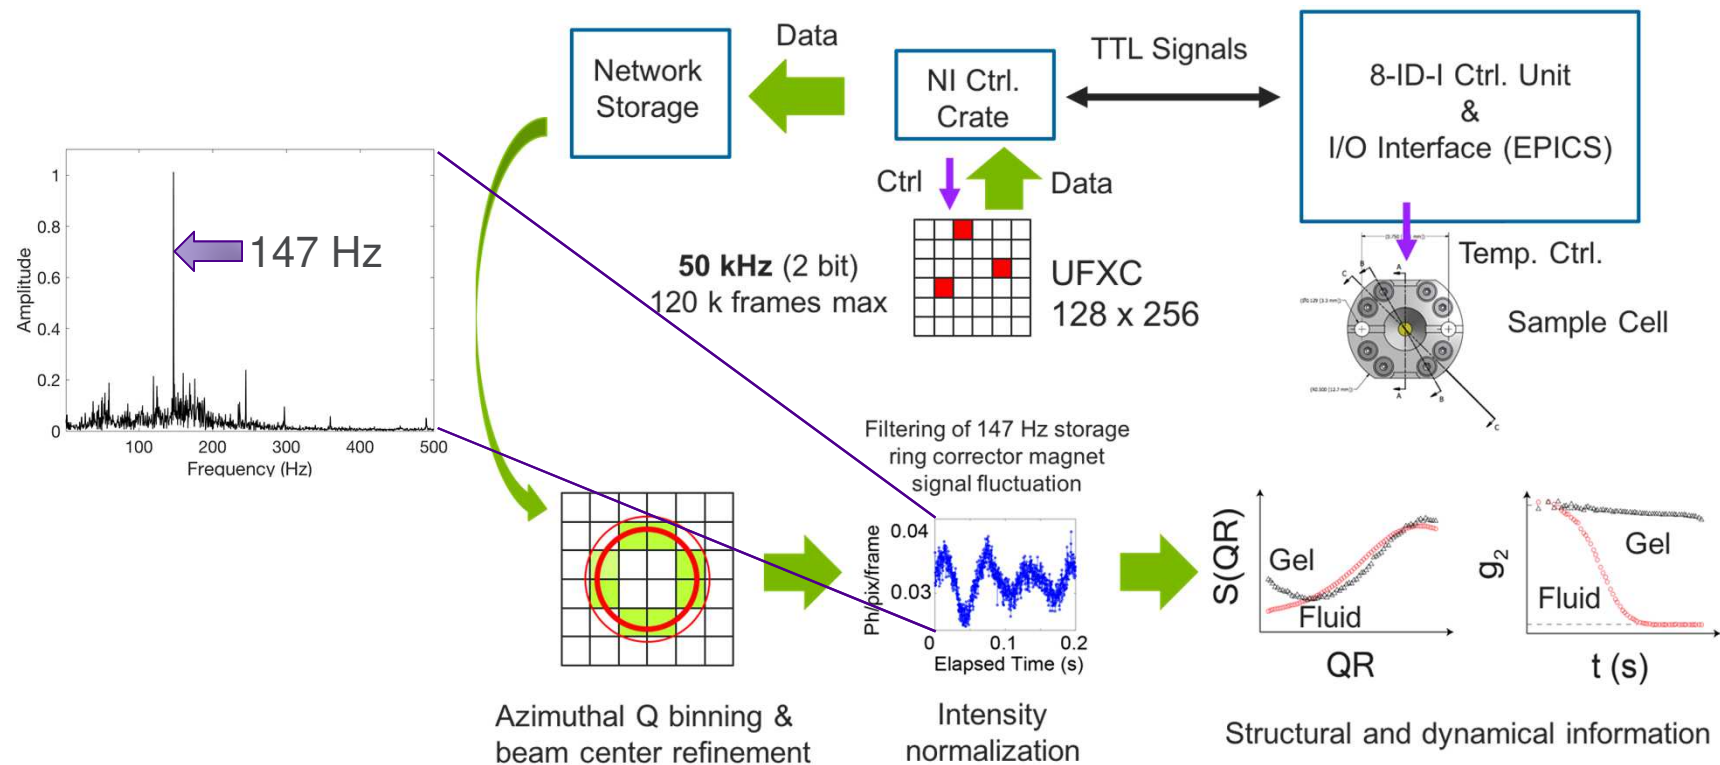 Data
Network
Storage
NI Ctrl.
Crate
TTL Signals
8-ID-I Ctrl. Unit
&
I/O Interface (EPICS)
Ctrl
Data
50 kHz (2 bit)
120 k frames max
UFXC
128 x 256
Temp. Ctrl.
Sample Cell
A
A
B
B
C
C
147 Hz
Amplitude
1
0.8
0.6
0.4
0.2
0
100
200
300
400
500
Frequency (Hz)
Filtering of 147 Hz storage
ring corrector magnet
signal fluctuation
Ph/pix/frame
0.04
0.03
0
0.1
0.2
Elapsed Time (s)
S(QR)
Gel
Fluid
QR
g2
Gel
Fluid
t (s)
Azimuthal Q binning &
beam center refinement
Intensity
normalization
Structural and dynamical information